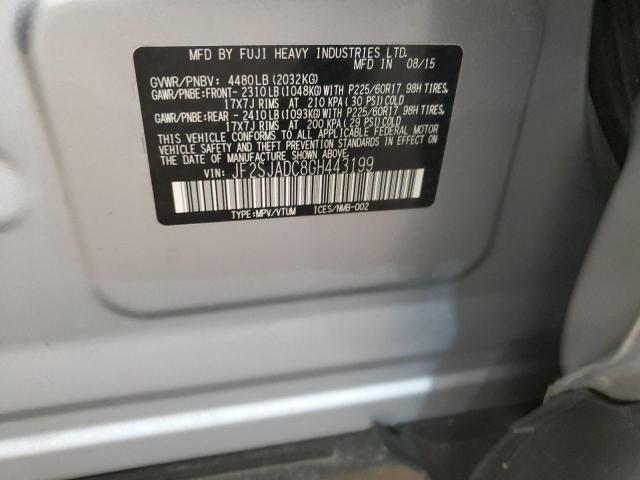 MFD BY FUJI HEAVY INDUSTRIES LTD.
MFD IN 08/15
GVWR/PNBV: 4480LB (2032KG)
GAWR/PNBE:FRONT- 2310LB (1048KG) WITH P225/60R17 98H TIRES,
17X7J RIMS AT 210 KPA ( 30 PSI) COLD
GAWR/PNBE:REAR - 2410LB (1093KG) WITH P225/60R17 98H TIRES,
17X7J RIMS AT 200 KPA (29 PSI) COLD
THIS VEHICLE CONFORMS TO ALL APPLICABLE FEDERAL MOTOR
VEHICLE SAFETY AND BUMPER STANDARDS IN EFFECT ON
THE DATE OF MANUFACTURE SHOWN ABOVE.
VIN: JF2SJADC8GH443199
TYPE:MPV/VTUM ICES/NMB-002